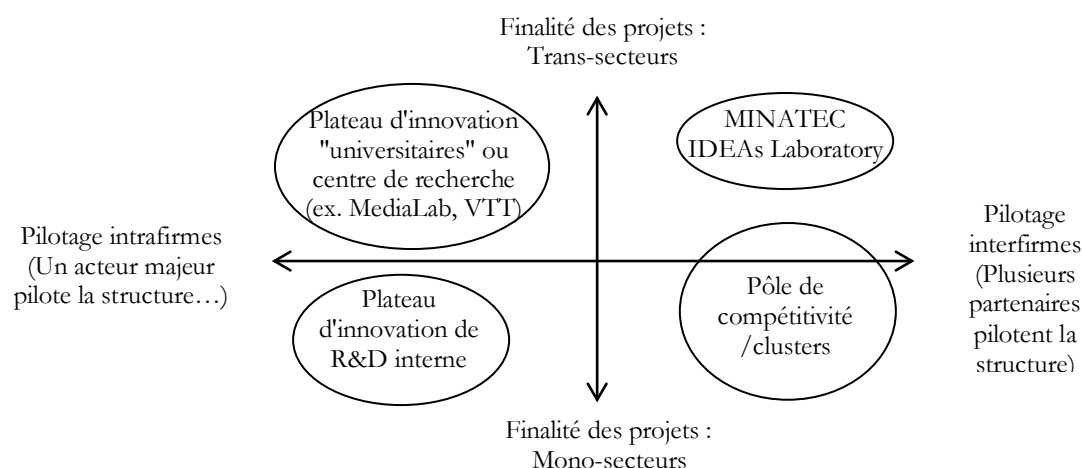 Finalité des projets :
Trans-secteurs
Plateau d'innovation
"universitaires" ou
centre de recherche
(ex. MediaLab, VTT)
MINATEC
IDEAs Laboratory
Pilotage intrafirmes
(Un acteur majeur
pilote la structure…)
Pilotage
interfirmes
(Plusieurs
partenaires
pilotent la
structure)
Plateau
d'innovation de
R&D interne
Pôle de
compétitivité
/clusters
Finalité des projets :
Mono-secteurs